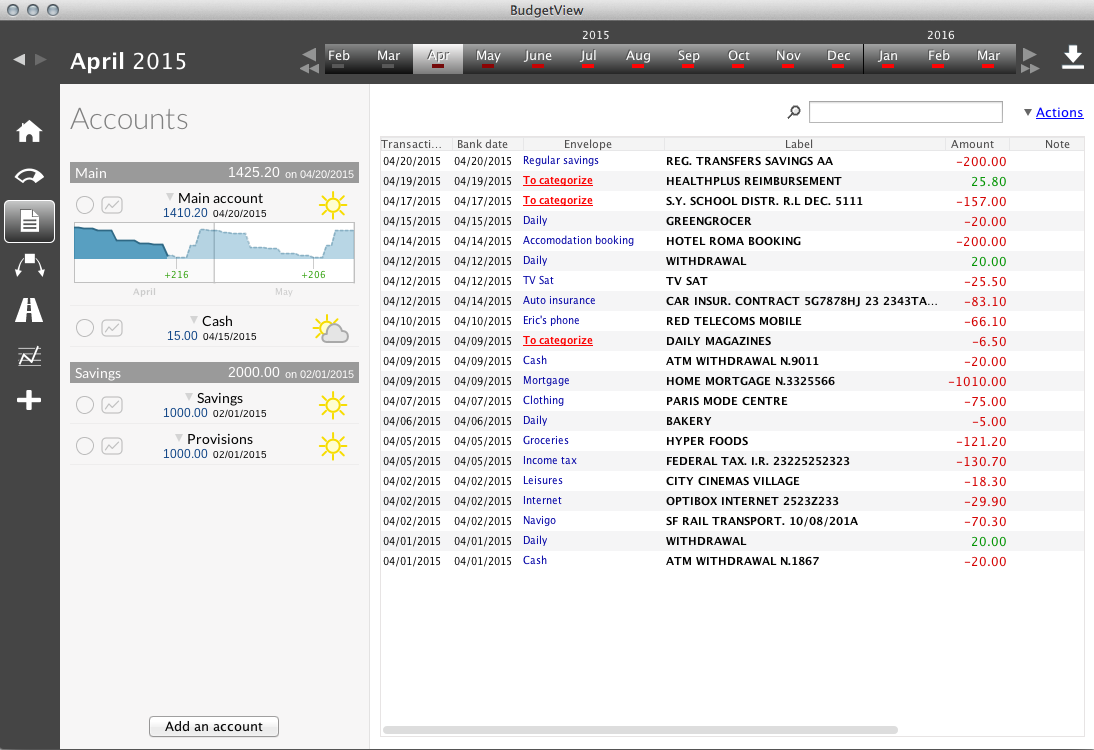 BudgetView
April 2015
2015
2016
Feb Mar Apr May June Jul Aug Sep Oct Nov Dec Jan Feb Mar
Accounts
Actions
Main 1425.20 on 04/20/2015
Main account
1410.20 04/20/2015
+216 +206
April May
Cash
15.00 04/15/2015
Savings 2000.00 on 02/01/2015
Savings
1000.00 02/01/2015
Provisions
1000.00 02/01/2015
Add an account
Transacti... Bank date Envelope Label Amount Note
04/20/2015 04/20/2015 Regular savings REG. TRANSFERS SAVINGS AA -200.00
04/19/2015 04/19/2015 To categorize HEALTHPLUS REIMBURSEMENT 25.80
04/17/2015 04/17/2015 To categorize S.Y. SCHOOL DISTR. R.L DEC. 5111 -157.00
04/15/2015 04/15/2015 Daily GREENGROCER -20.00
04/14/2015 04/14/2015 Accomodation booking HOTEL ROMA BOOKING -200.00
04/12/2015 04/12/2015 Daily WITHDRAWAL 20.00
04/12/2015 04/12/2015 TV Sat TV SAT -25.50
04/12/2015 04/14/2015 Auto insurance CAR INSUR. CONTRACT 5G7878HJ 23 2343TA... -83.10
04/10/2015 04/10/2015 Eric's phone RED TELECOMS MOBILE -66.10
04/09/2015 04/09/2015 To categorize DAILY MAGAZINES -6.50
04/09/2015 04/09/2015 Cash ATM WITHDRAWAL N.9011 -20.00
04/09/2015 04/09/2015 Mortgage HOME MORTGAGE N.3325566 -1010.00
04/07/2015 04/07/2015 Clothing PARIS MODE CENTRE -75.00
04/06/2015 04/06/2015 Daily BAKERY -5.00
04/05/2015 04/05/2015 Groceries HYPER FOODS -121.20
04/05/2015 04/05/2015 Income tax FEDERAL TAX. I.R. 23225252323 -130.70
04/02/2015 04/02/2015 Leisures CITY CINEMAS VILLAGE -18.30
04/02/2015 04/02/2015 Internet OPTIBOX INTERNET 2523Z233 -29.90
04/02/2015 04/02/2015 Navigo SF RAIL TRANSPORT. 10/08/201A -70.30
04/01/2015 04/01/2015 Daily WITHDRAWAL 20.00
04/01/2015 04/01/2015 Cash ATM WITHDRAWAL N.1867 -20.00